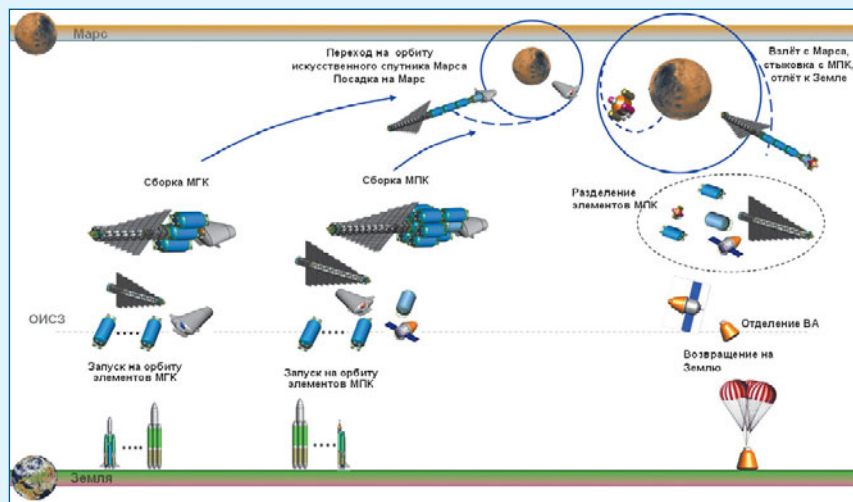 Марс
Переход на орбиту
искусственного спутника Марса
Посадка на Марс
Взлёт с Марса,
стыковка с МПК,
отлёт к Земле
Сборка МГК
Сборка МПК
Разделение
элементов МПК
ОИСЗ
Отделение ВА
Запуск на орбиту
элементов МГК
Запуск на орбиту
элементов МПК
Возвращение на
Землю
Земля